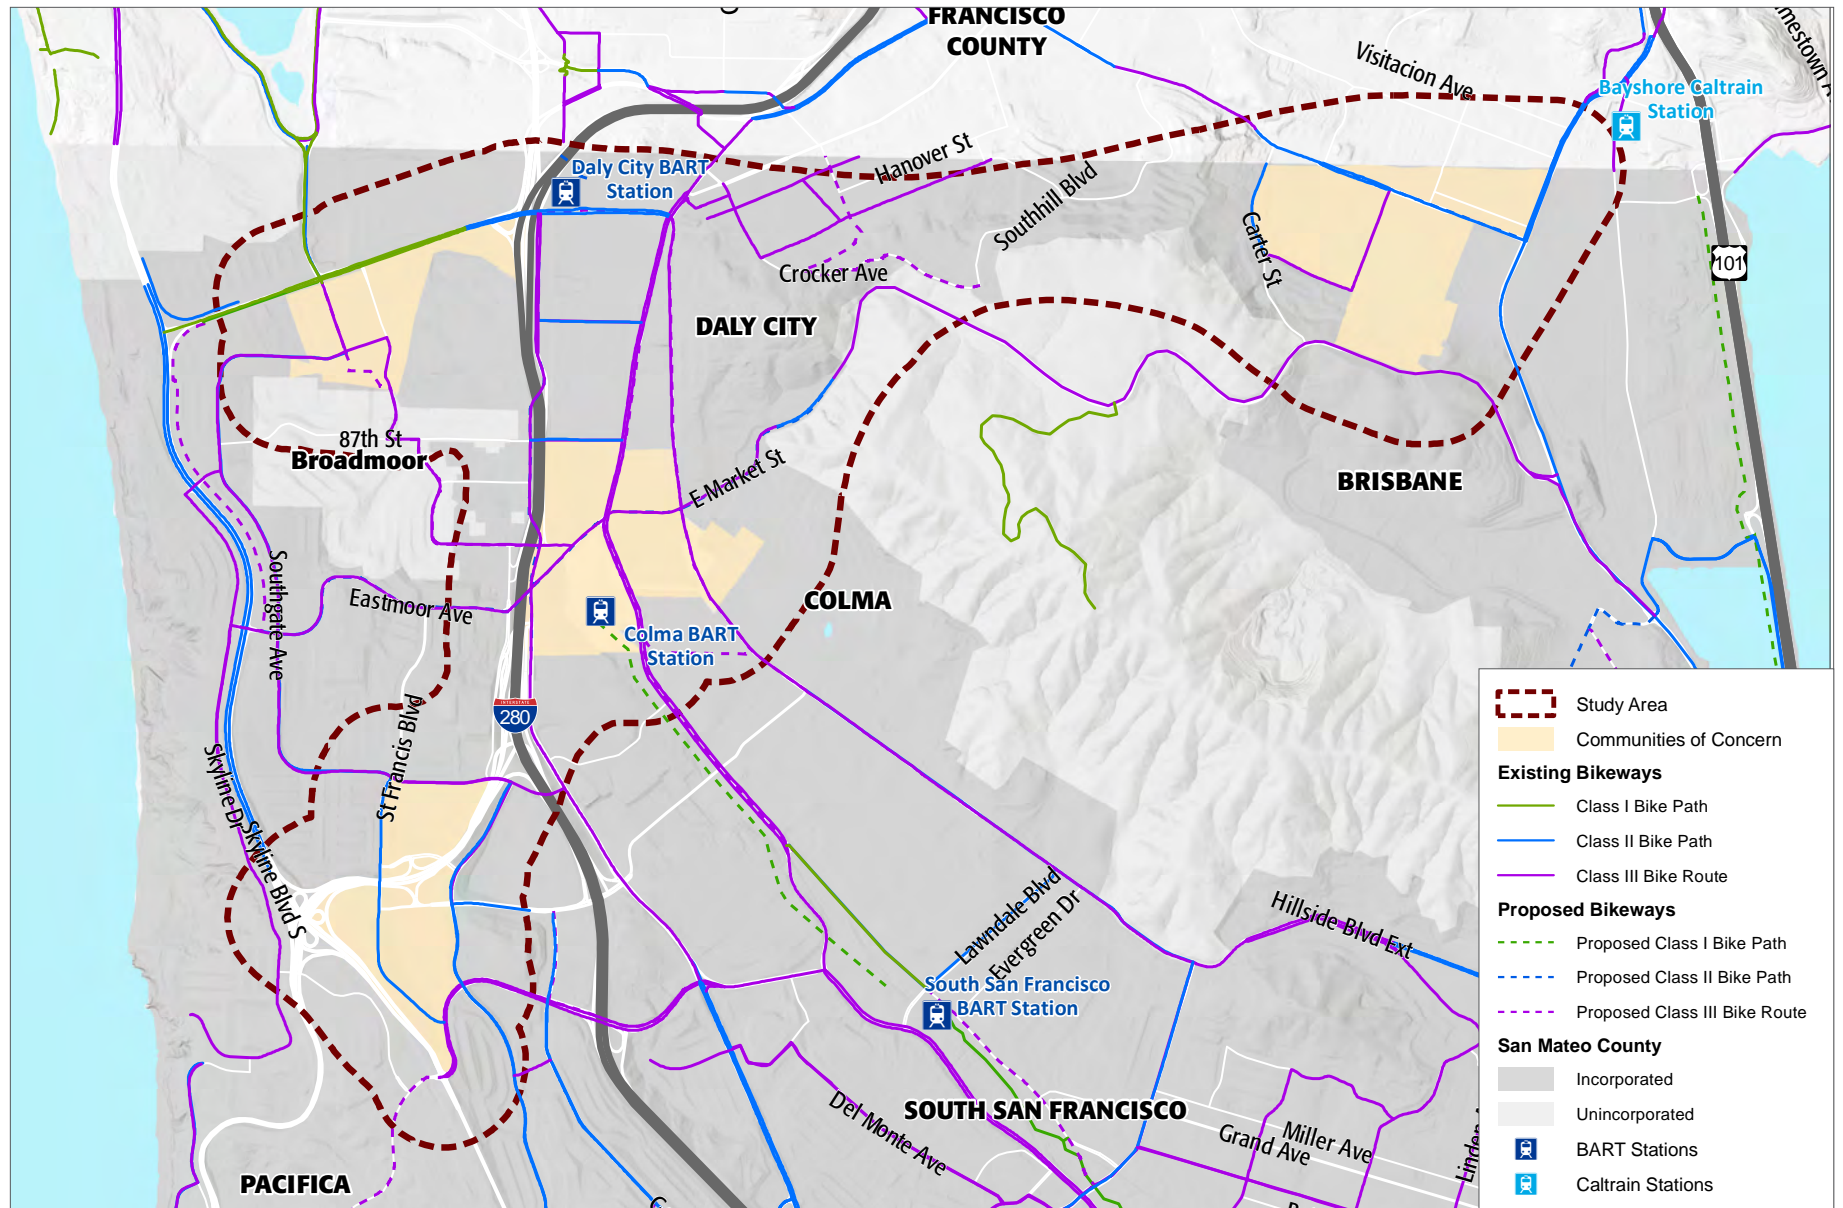 FRANCISCO
COUNTY
Visitacion Ave
Bayshore Caltrain
Station
Daly City BART
Station
Hanover St
Southhill Blvd
Carter St
101
Crocker Ave
DALY CITY
87th St
Broadmoor
E Market St
BRISBANE
Southgate Ave
Eastmoor Ave
COLMA
Colma BART
Station
INTERSTATE
280
St Francis Blvd
Skyline Dr
Skyline Blvd S
Lawndale Blvd
Evergreen Dr
Hillside Blvd Ext
South San Francisco
BART Station
SOUTH SAN FRANCISCO
Del Monte Ave
Miller Ave
Grand Ave
PACIFICA
Study Area
Communities of Concern
Existing Bikeways
Class I Bike Path
Class II Bike Path
Class III Bike Route
Proposed Bikeways
Proposed Class I Bike Path
Proposed Class II Bike Path
Proposed Class III Bike Route
San Mateo County
Incorporated
Unincorporated
BART Stations
Caltrain Stations